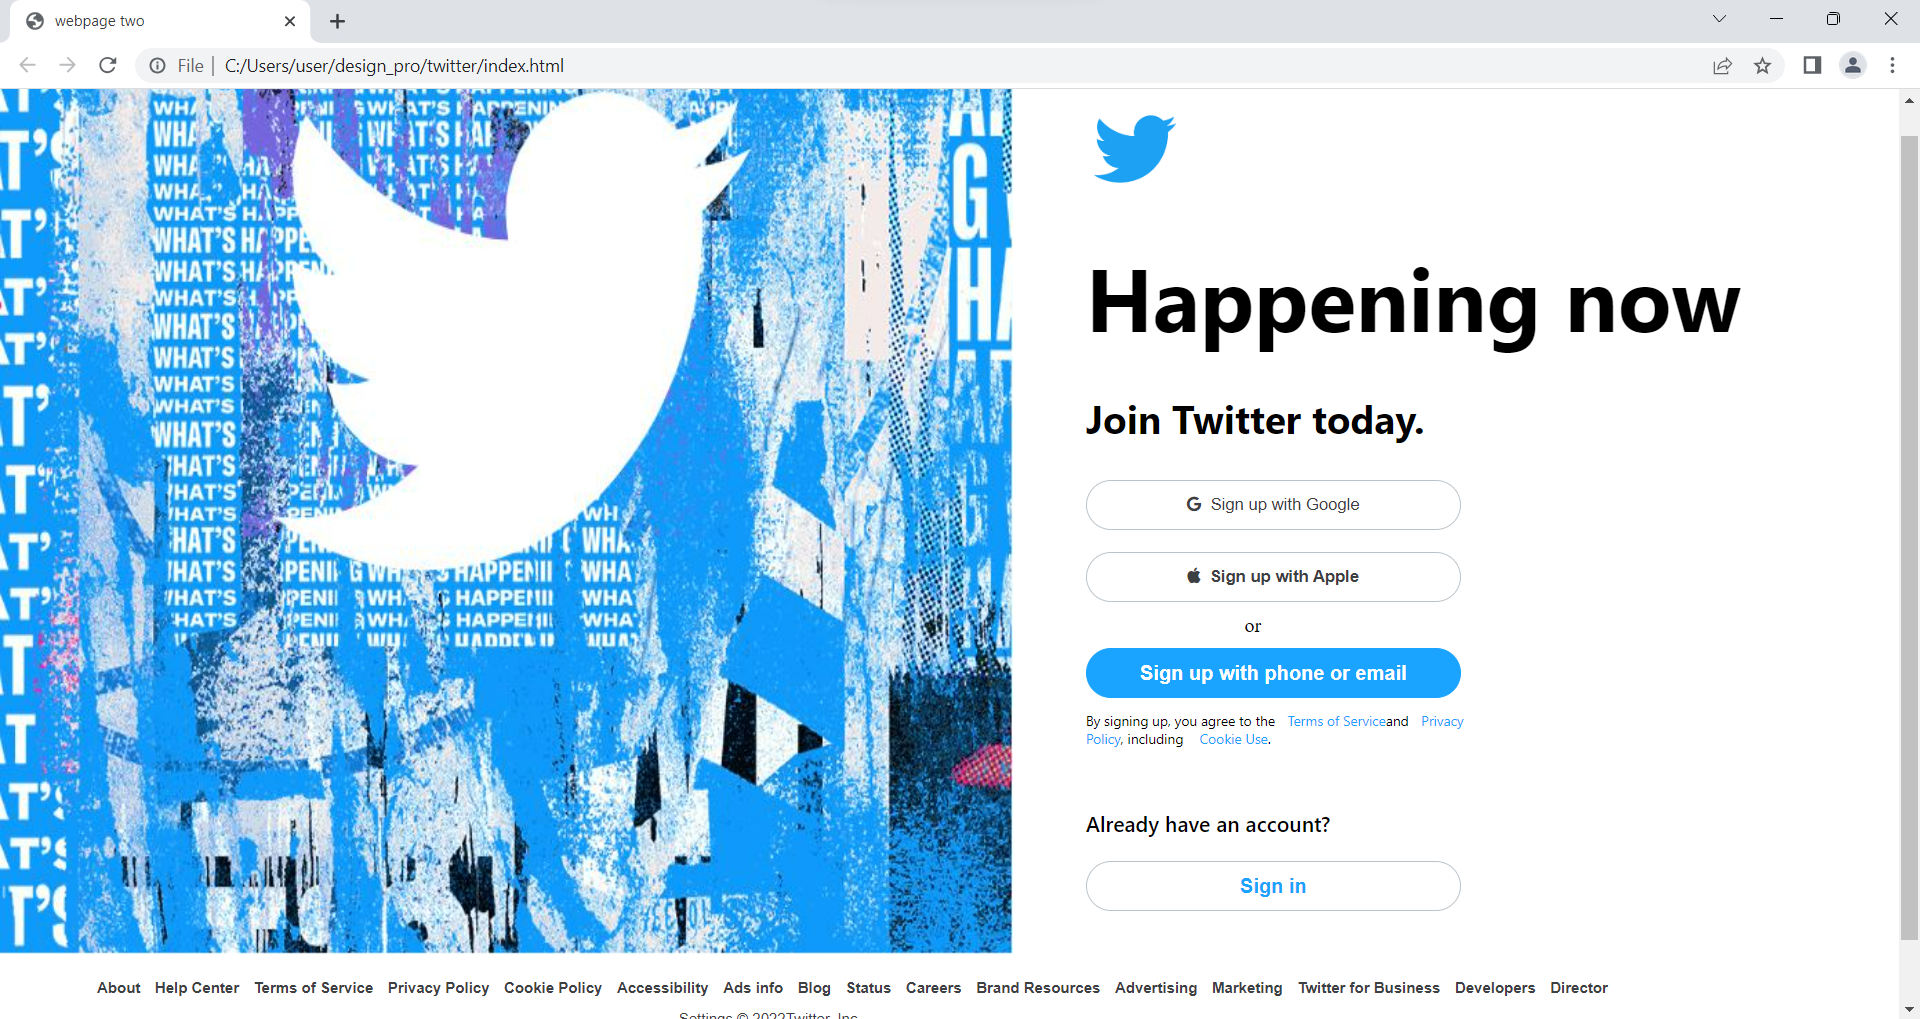 webpage two
File | C:/Users/user/design_pro/twitter/index.html
Happening now
Join Twitter today.
Sign up with Google
Sign up with Apple
or
Sign up with phone or email
By signing up, you agree to the Terms of Serviceand Privacy
Policy, including Cookie Use.
Already have an account?
Sign in
About Help Center Terms of Service Privacy Policy Cookie Policy Accessibility Ads info Blog Status Careers Brand Resources Advertising Marketing Twitter for Business Developers Director
Settings © 2022Twitter, Inc